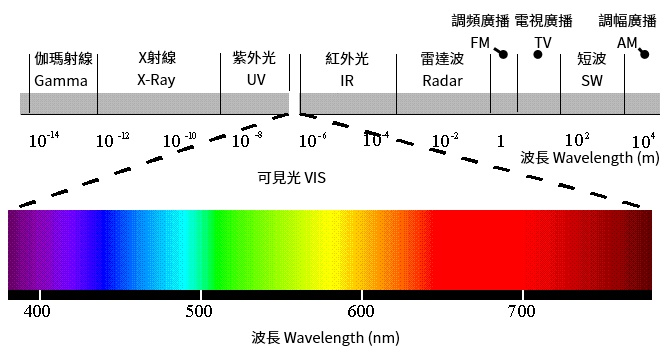 調頻廣播 電視廣播 調幅廣播
FM TV AM
伽瑪射線 X射線 紫外光 紅外光 雷達波 短波
Gamma X-Ray UV IR Radar SW
10⁻¹⁴ 10⁻¹² 10⁻¹⁰ 10⁻⁸ 10⁻⁶ 10⁻⁴ 10⁻² 1 10² 10⁴
波長 Wavelength (m)
可見光 VIS
400 500 600 700
波長 Wavelength (nm)